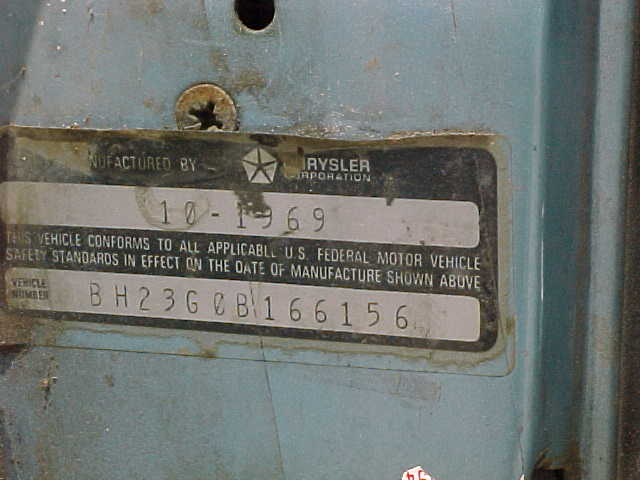 NUFACTURED BY RYSLER
RPORATION
10-1969
THIS VEHICLE CONFORMS TO ALL APPLICABLE U.S. FEDERAL MOTOR VEHICLE
SAFETY STANDARDS IN EFFECT ON THE DATE OF MANUFACTURE SHOWN ABOVE
VEHICLE
NUMBER
BH23G0B166156